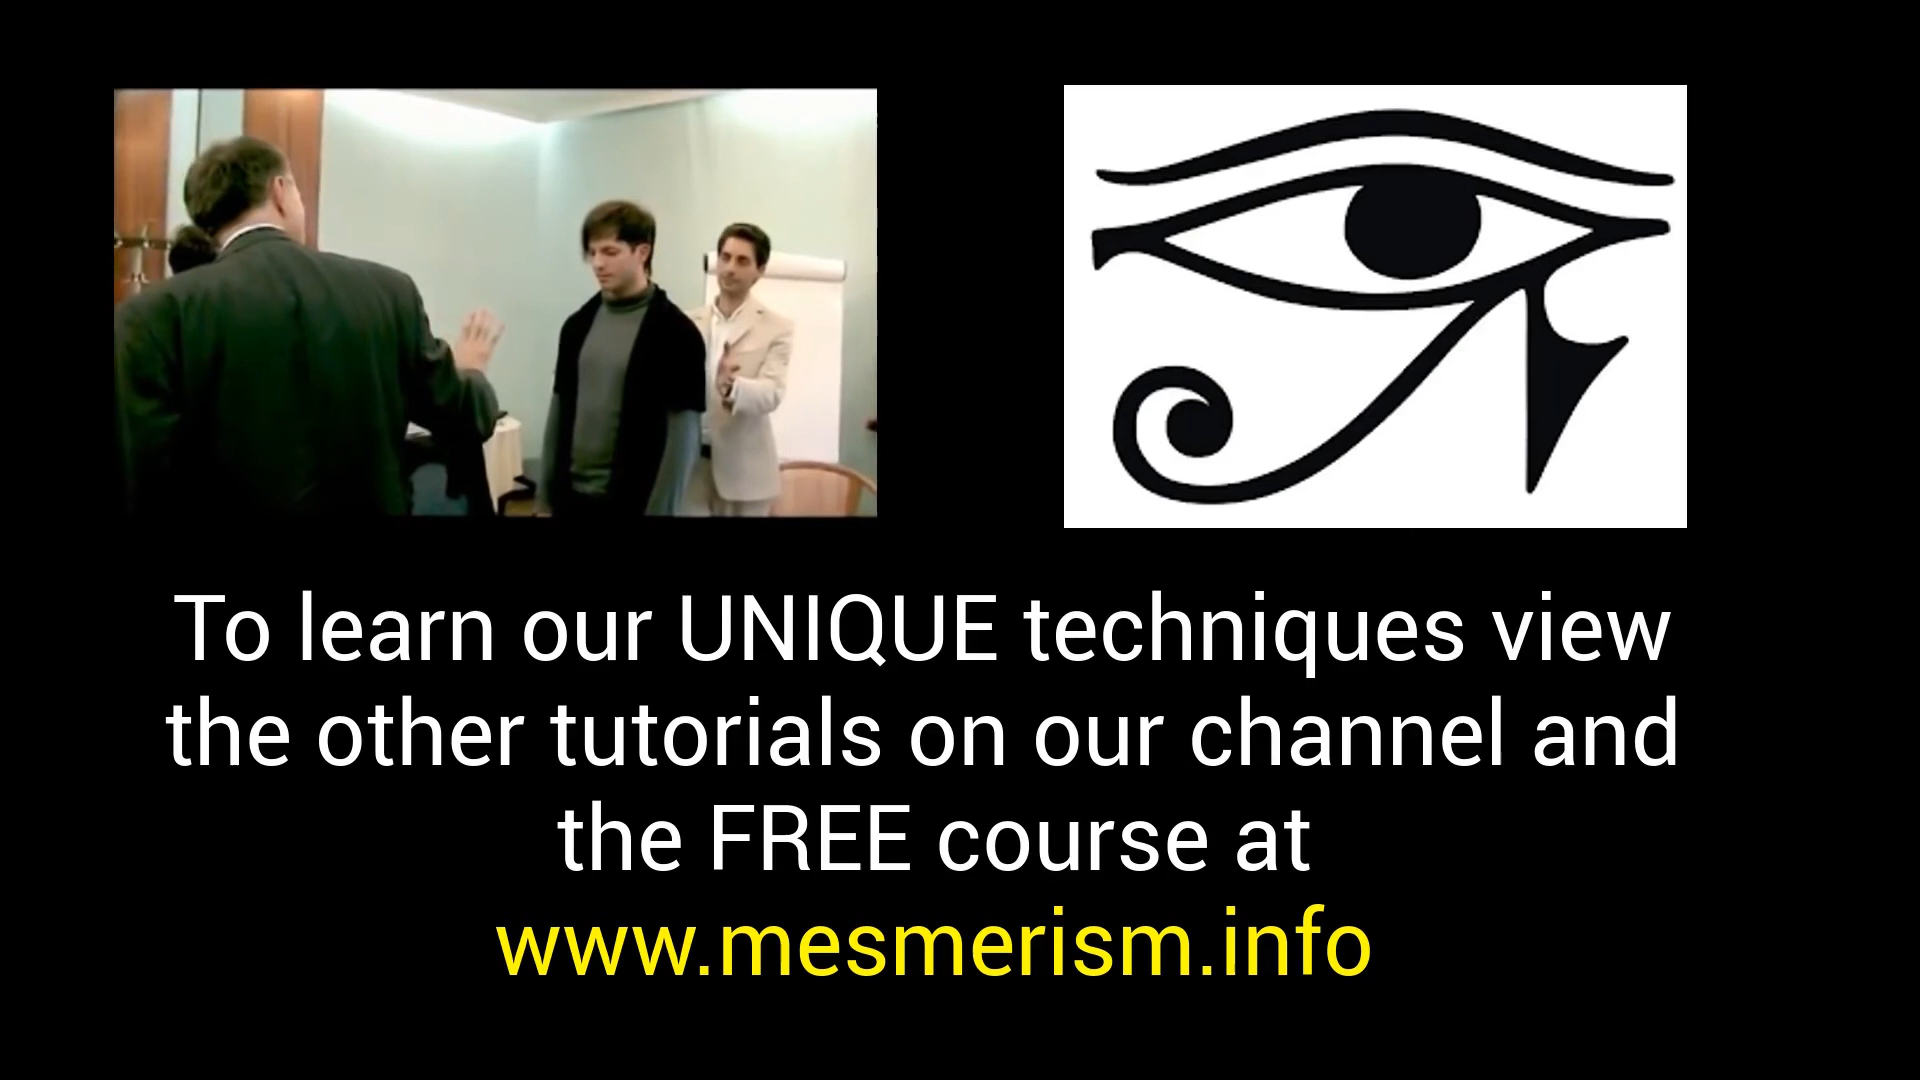 To learn our UNIQUE techniques view
the other tutorials on our channel and
the FREE course at
www.mesmerism.info